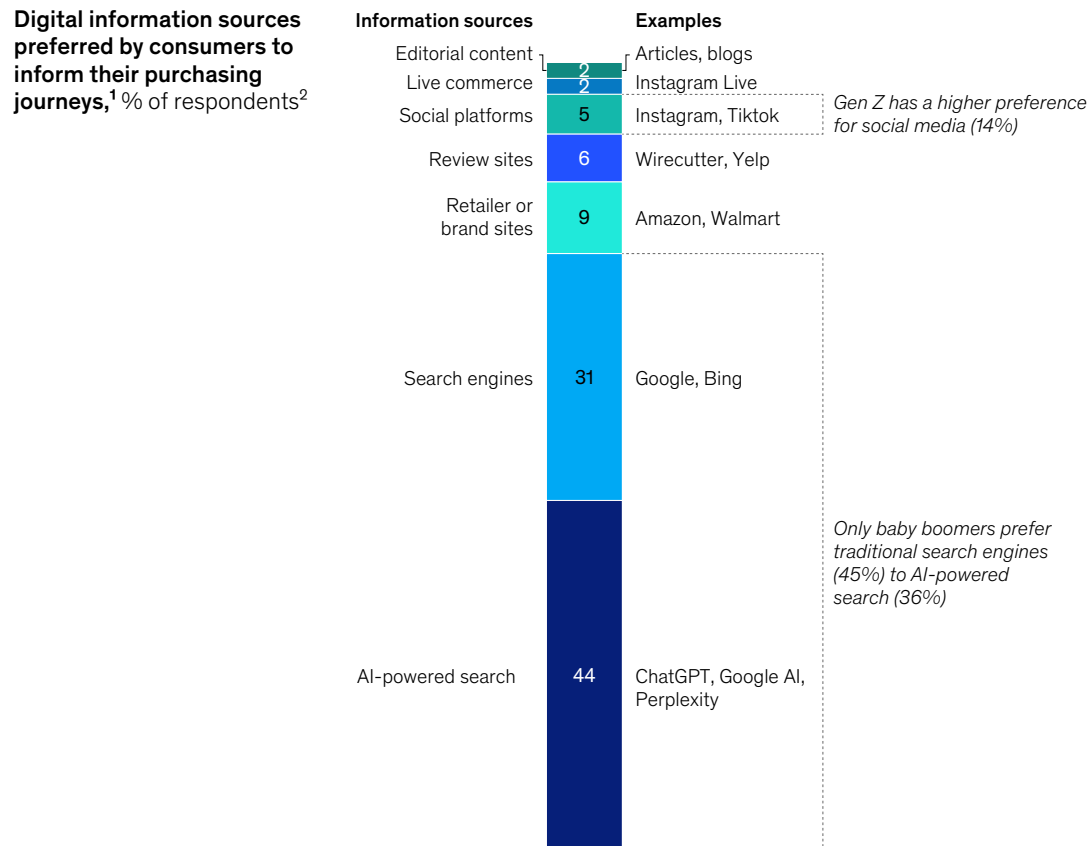 Digital information sources
preferred by consumers to
inform their purchasing
journeys,¹ % of respondents²
Information sources
Examples
Editorial content
2
Articles, blogs
Live commerce
2
Instagram Live
Social platforms
5
Instagram, Tiktok
Gen Z has a higher preference
for social media (14%)
Review sites
6
Wirecutter, Yelp
Retailer or
brand sites
9
Amazon, Walmart
Search engines
31
Google, Bing
Only baby boomers prefer
traditional search engines
(45%) to AI-powered
search (36%)
AI-powered search
44
ChatGPT, Google AI,
Perplexity